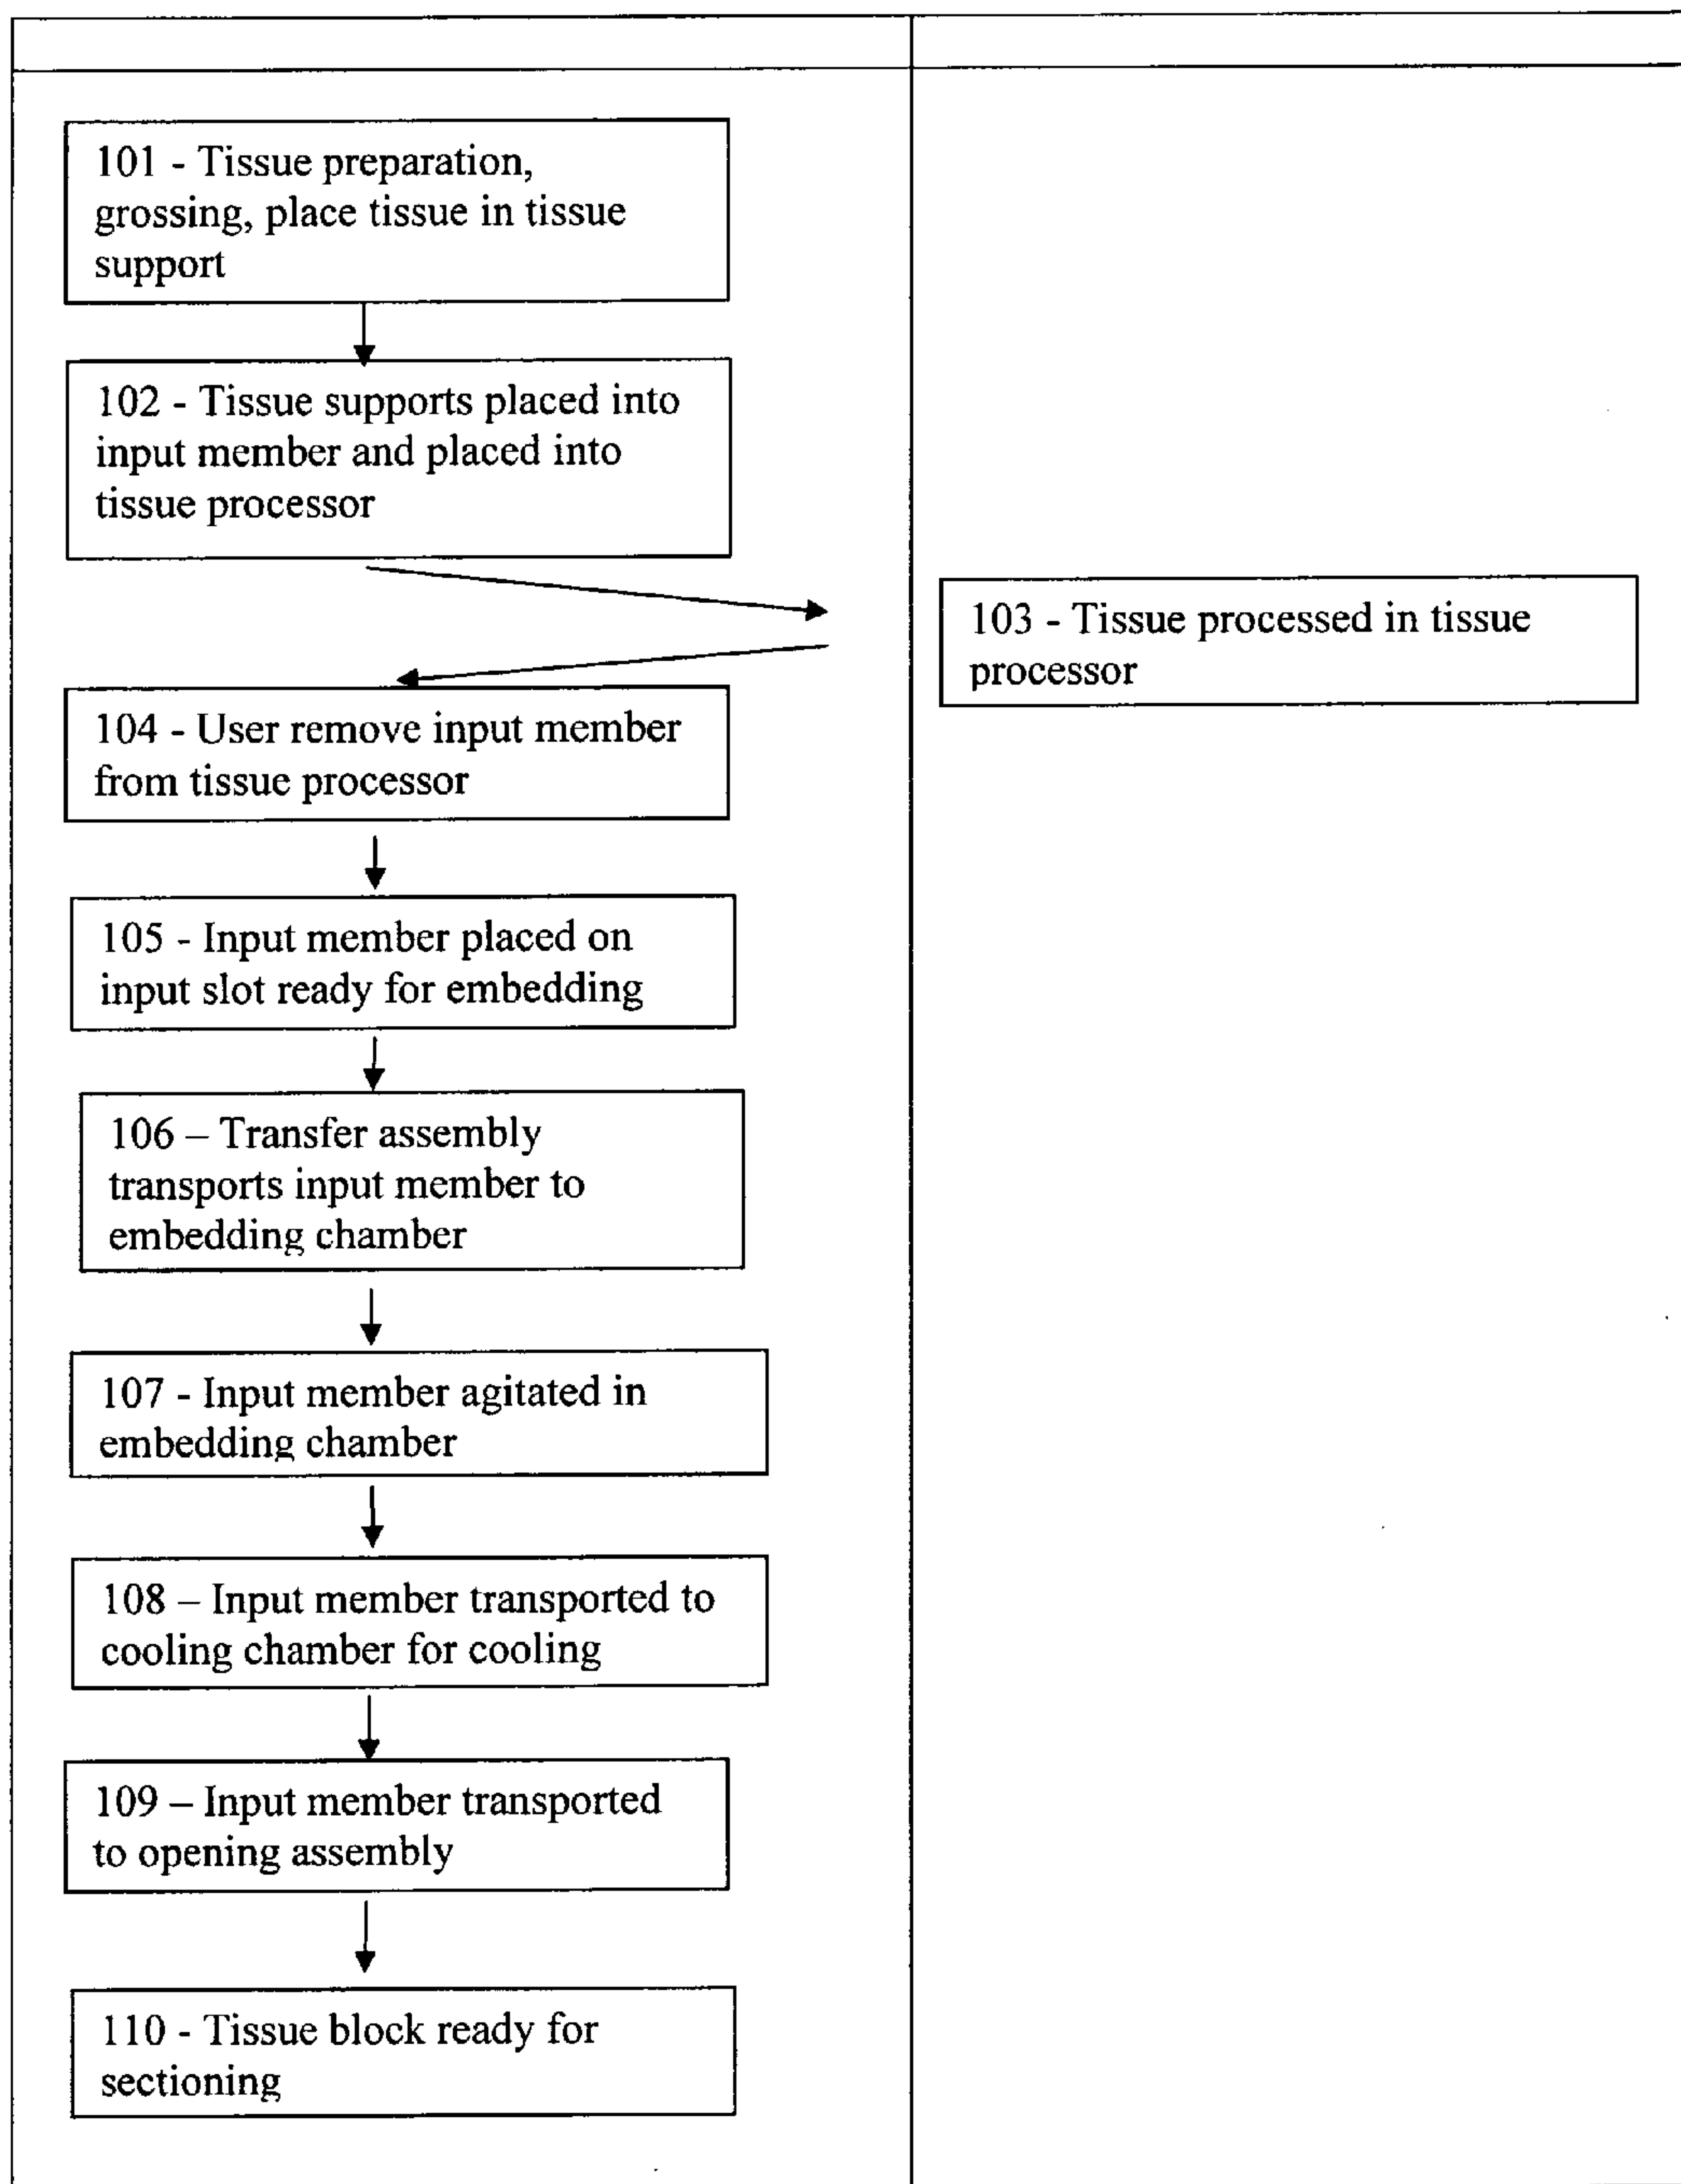 101 - Tissue preparation,
grossing, place tissue in tissue
support
102 - Tissue supports placed into
input member and placed into
tissue processor
103 - Tissue processed in tissue
processor
104 - User remove input member
from tissue processor
105 - Input member placed on
input slot ready for embedding
106 – Transfer assembly
transports input member to
embedding chamber
107 - Input member agitated in
embedding chamber
108 – Input member transported to
cooling chamber for cooling
109 – Input member transported
to opening assembly
110 - Tissue block ready for
sectioning